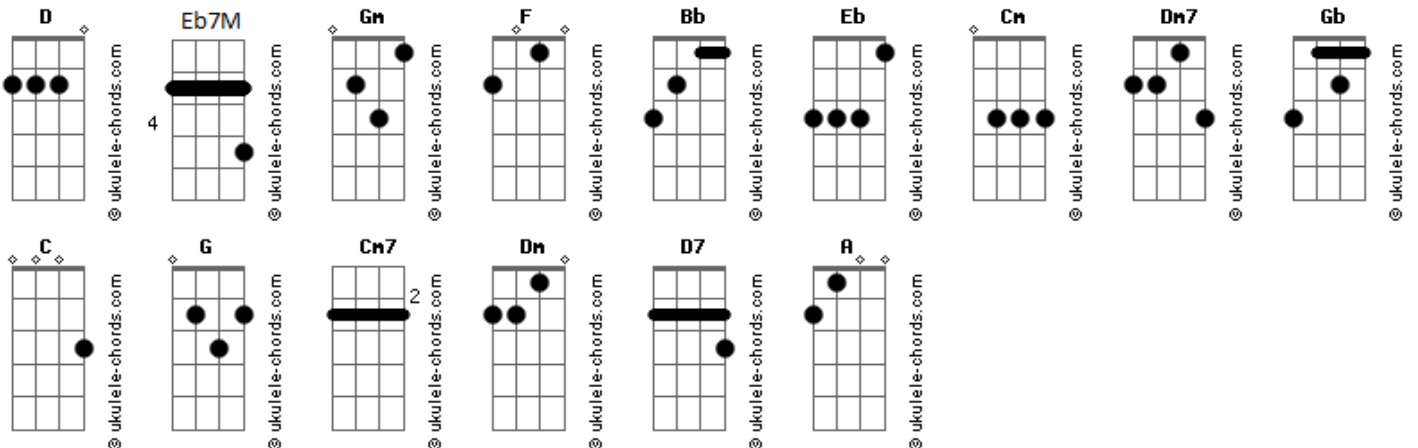 D Eb7M Gm F Bb Eb Cm Dm7 Gb
4
© ukulele-chords.com © ukulele-chords.com © ukulele-chords.com © ukulele-chords.com © ukulele-chords.com © ukulele-chords.com © ukulele-chords.com © ukulele-chords.com © ukulele-chords.com
C G Cm7 Dm D7 A
2
© ukulele-chords.com © ukulele-chords.com © ukulele-chords.com © ukulele-chords.com © ukulele-chords.com © ukulele-chords.com